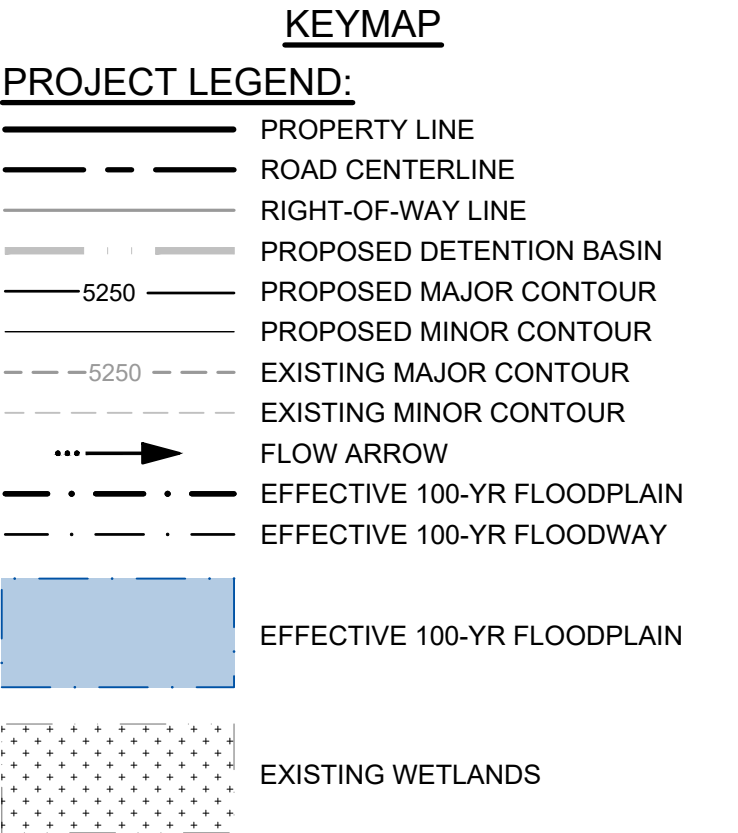 KEYMAP
PROJECT LEGEND:
PROPERTY LINE
ROAD CENTERLINE
RIGHT-OF-WAY LINE
PROPOSED DETENTION BASIN
5250 PROPOSED MAJOR CONTOUR
PROPOSED MINOR CONTOUR
5250 EXISTING MAJOR CONTOUR
EXISTING MINOR CONTOUR
FLOW ARROW
EFFECTIVE 100-YR FLOODPLAIN
EFFECTIVE 100-YR FLOODWAY
EFFECTIVE 100-YR FLOODPLAIN
EXISTING WETLANDS